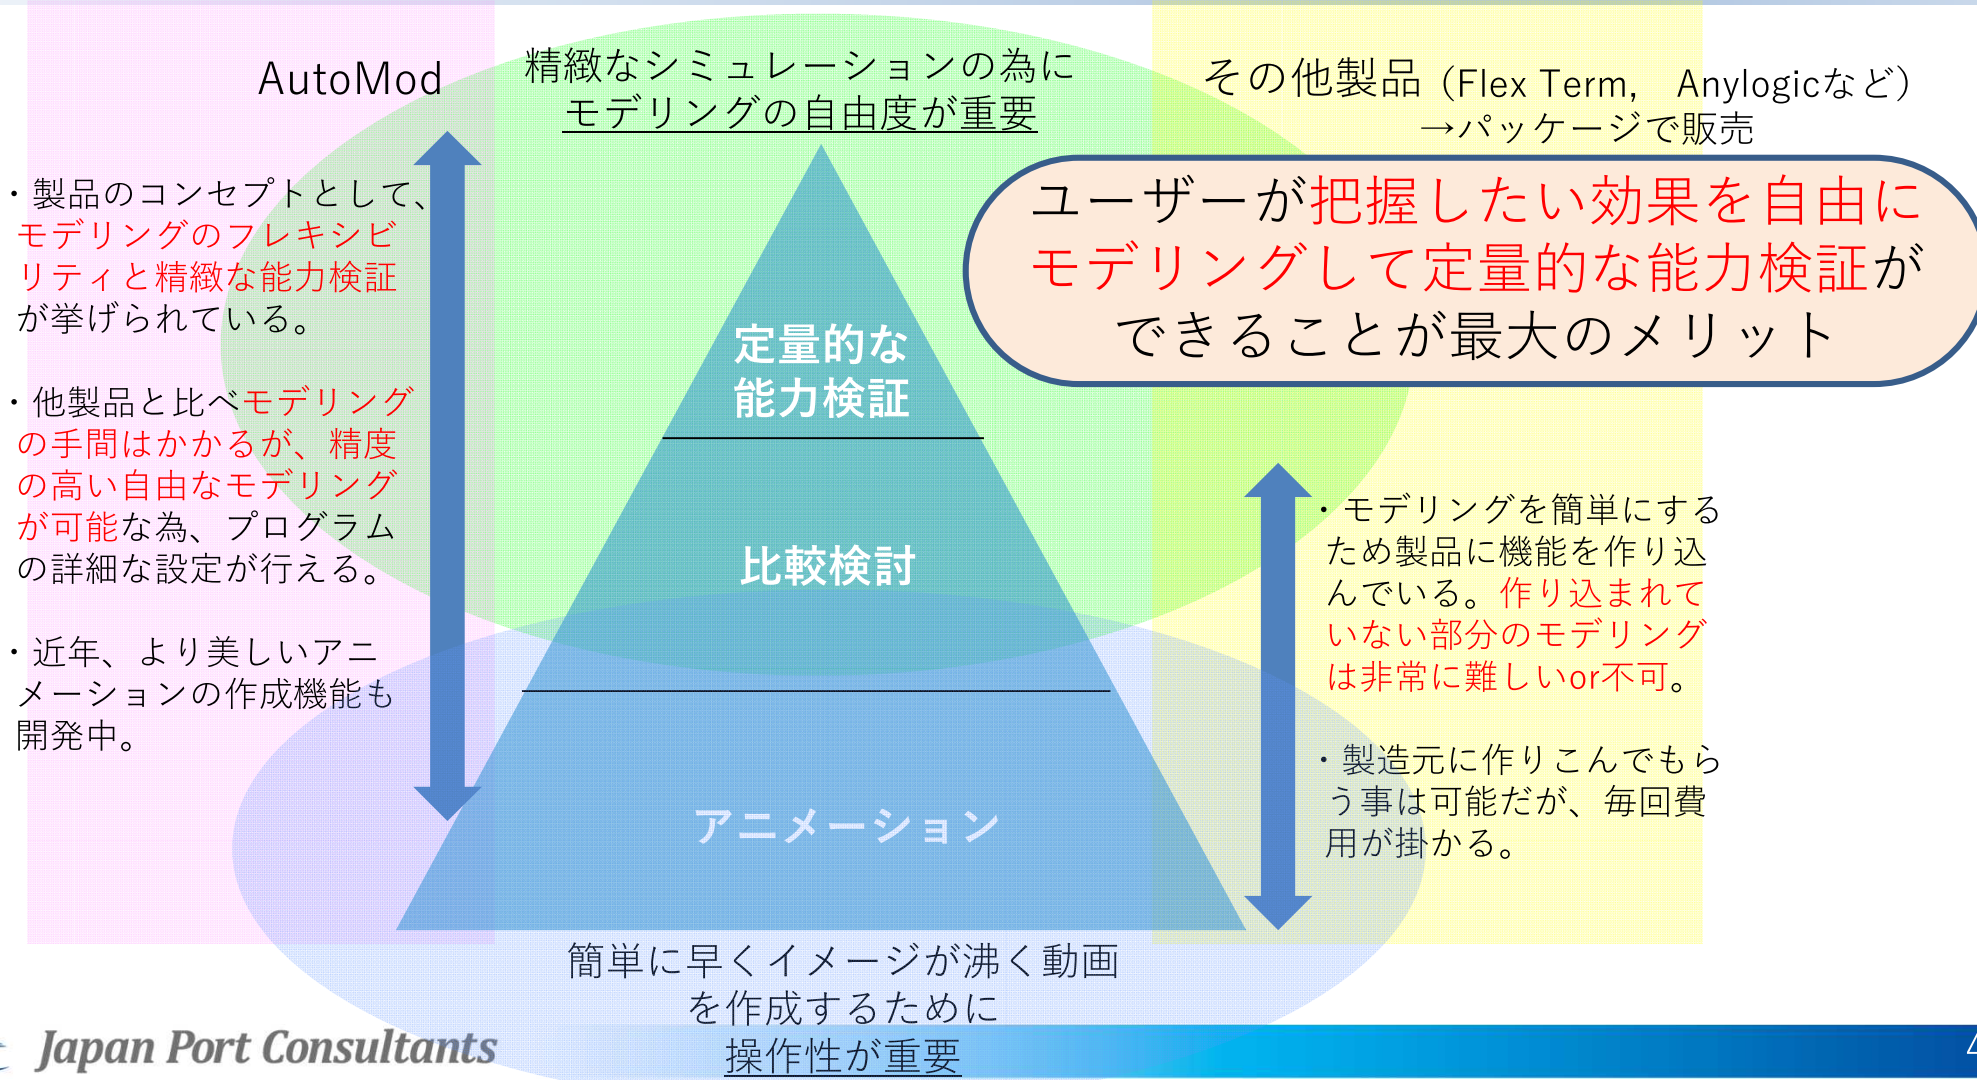 AutoMod
・製品のコンセプトとして、
モデリングのフレキシビ
リティと精緻な能力検証
が挙げられている。
・他製品と比べモデリング
の手間はかかるが、精度
の高い自由なモデリング
が可能な為、プログラム
の詳細な設定が行える。
・近年、より美しいアニ
メーションの作成機能も
開発中。
精緻なシミュレーションの為に
モデリングの自由度が重要
定量的な
能力検証
比較検討
アニメーション
簡単に早くイメージが沸く動画
を作成するために
操作性が重要
その他製品（Flex Term,　Anylogicなど）
→パッケージで販売
ユーザーが把握したい効果を自由に
モデリングして定量的な能力検証が
できることが最大のメリット
・モデリングを簡単にする
ため製品に機能を作り込
んでいる。作り込まれて
いない部分のモデリング
は非常に難しいor不可。
・製造元に作りこんでもら
う事は可能だが、毎回費
用が掛かる。
Japan Port Consultants